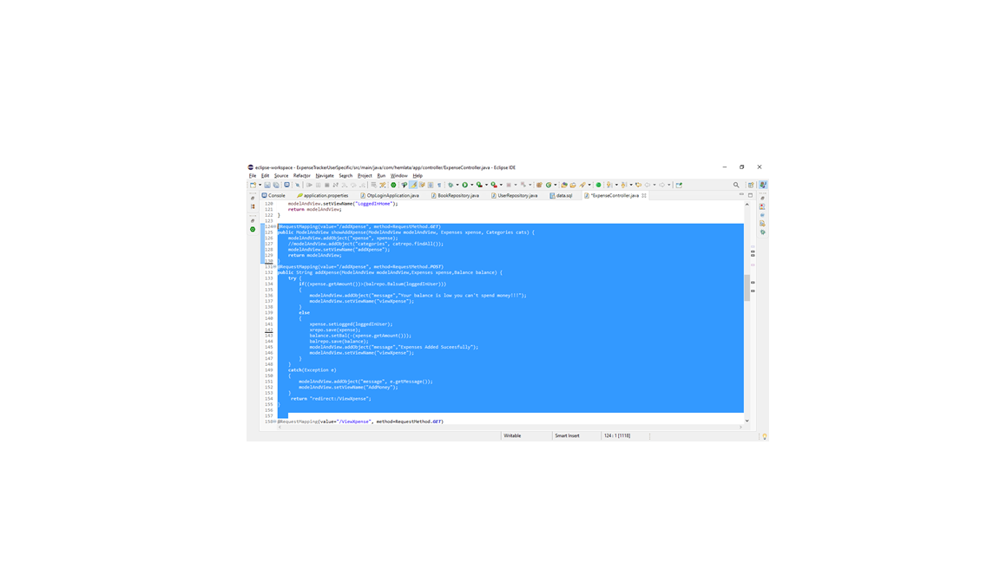 eclipse-workspace - ExpenseTrackerUserSpecific/src/main/java/com/hemlata/app/controller/ExpenseController.java - Eclipse IDE
File Edit Source Refactor Navigate Search Project Run Window Help
Console application.properties OtpLoginApplication.java BookRepository.java UserRepository.java data.sql *ExpenseController.java
120 modelAndView.setViewName("LoggedInHome");
121 return modelAndView;
122 }
123
124 @RequestMapping(value="/addXpense", method=RequestMethod.GET)
125 public ModelAndView showAddXpense(ModelAndView modelAndView, Expenses xpense, Categories cats) {
126 modelAndView.addObject("xpense", xpense);
127 //modelAndView.addObject("categories", catrepo.findAll());
128 modelAndView.setViewName("addXpense");
129 return modelAndView;
130 }
131 @RequestMapping(value="/addXpense", method=RequestMethod.POST)
132 public String addXpense(ModelAndView modelAndView,Expenses xpense,Balance balance) {
133 try {
134 if((xpense.getAmount())>(balrepo.Balsum(loggedInUser)))
135 {
136 modelAndView.addObject("message","Your balance is low you can't spend money!!!");
137 modelAndView.setViewName("viewXpense");
138 }
139 else
140 {
141 xpense.setLogged(loggedInUser);
142 xrepo.save(xpense);
143 balance.setBal(-(xpense.getAmount()));
144 balrepo.save(balance);
145 modelAndView.addObject("message","Expenses Added Sucessfully");
146 modelAndView.setViewName("viewXpense");
147 }
148 }
149 catch(Exception e)
150 {
151 modelAndView.addObject("message", e.getMessage());
152 modelAndView.setViewName("AddMoney");
153 }
154 return "redirect:/ViewXpense";
155 }
156
157
158 @RequestMapping(value="/ViewXpense", method=RequestMethod.GET)
Writable Smart Insert 124 : 1 [1118]